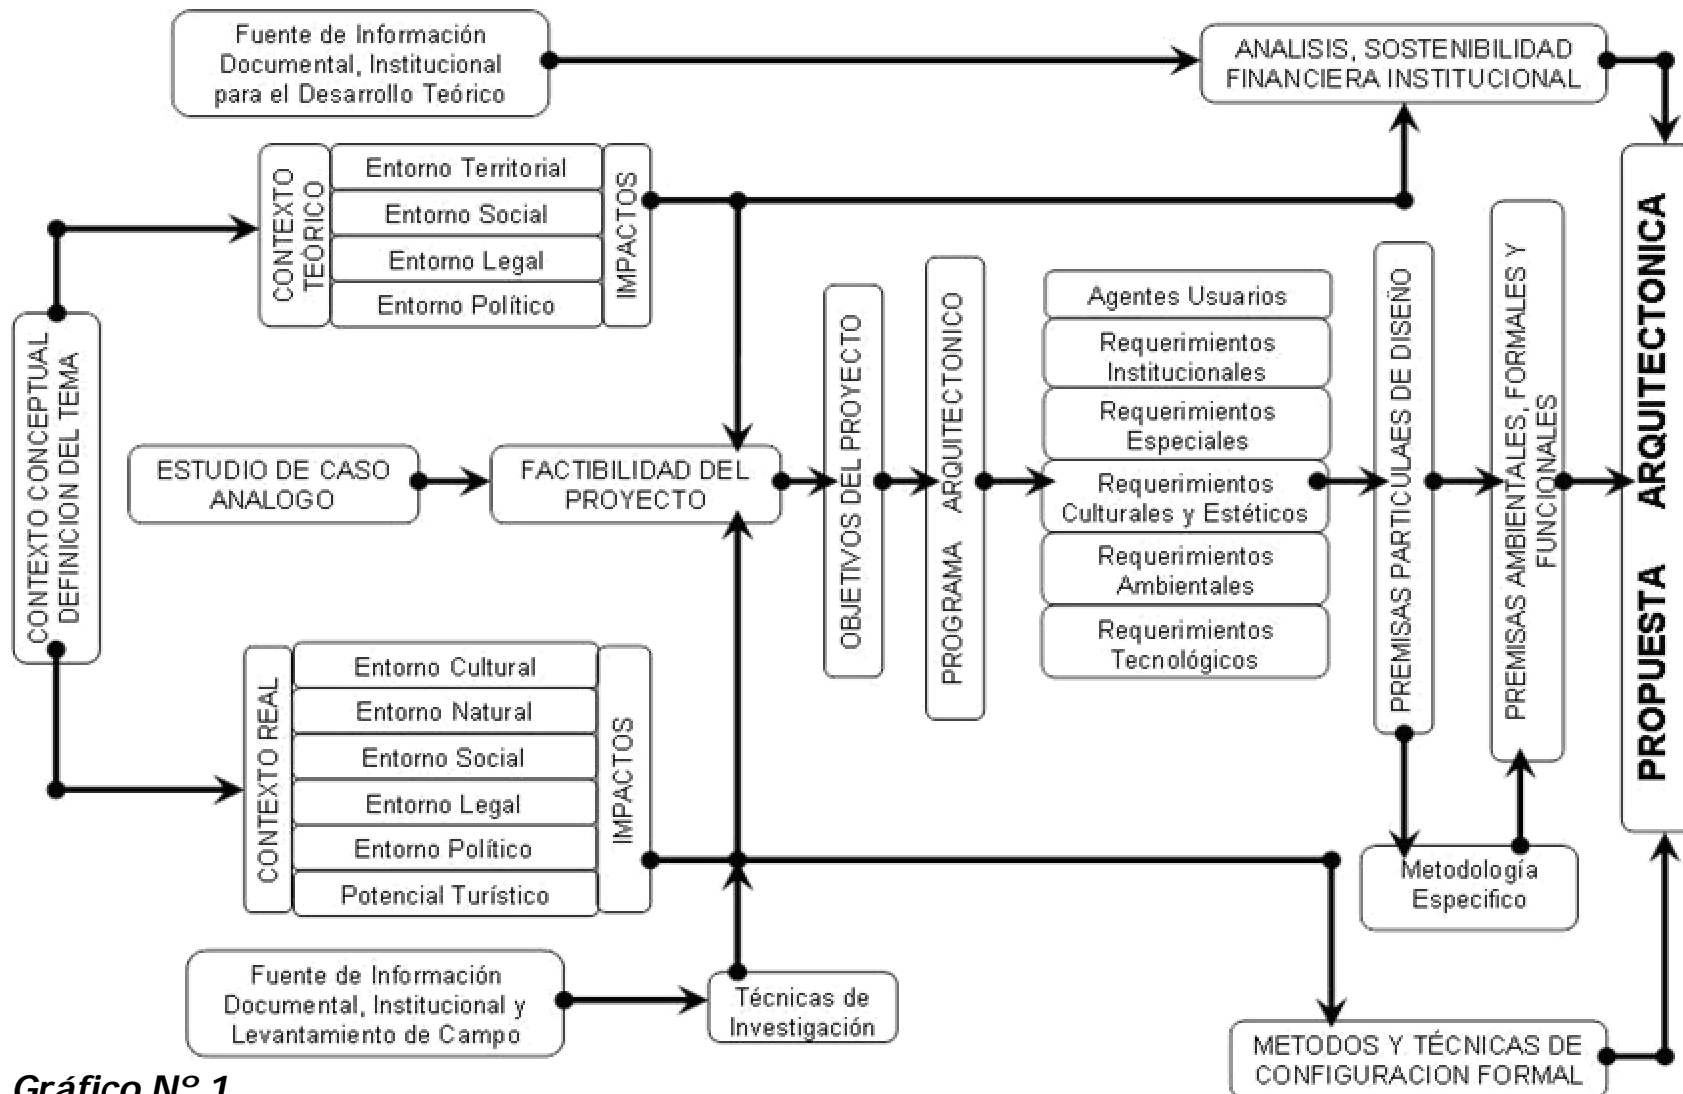 Fuente de Información
Documental, Institucional
para el Desarrollo Teórico
ANALISIS, SOSTENIBILIDAD
FINANCIERA INSTITUCIONAL
CONTEXTO
TEÓRICO
Entorno Territorial
Entorno Social
Entorno Legal
Entorno Político
IMPACTOS
CONTEXTO CONCEPTUAL
DEFINICION DEL TEMA
ESTUDIO DE CASO
ANALOGO
FACTIBILIDAD DEL
PROYECTO
OBJETIVOS DEL PROYECTO
PROGRAMA ARQUITECTONICO
Agentes Usuarios
Requerimientos
Institucionales
Requerimientos
Especiales
Requerimientos
Culturales y Estéticos
Requerimientos
Ambientales
Requerimientos
Tecnológicos
PREMISAS PARTICULAES DE DISEÑO
PREMISAS AMBIENTALES, FORMALES Y
FUNCIONALES
PROPUESTA ARQUITECTONICA
CONTEXTO REAL
Entorno Cultural
Entorno Natural
Entorno Social
Entorno Legal
Entorno Político
Potencial Turístico
IMPACTOS
Metodología
Especifico
Fuente de Información
Documental, Institucional y
Levantamiento de Campo
Técnicas de
Investigación
METODOS Y TÉCNICAS DE
CONFIGURACION FORMAL
Gráfico Nº 1